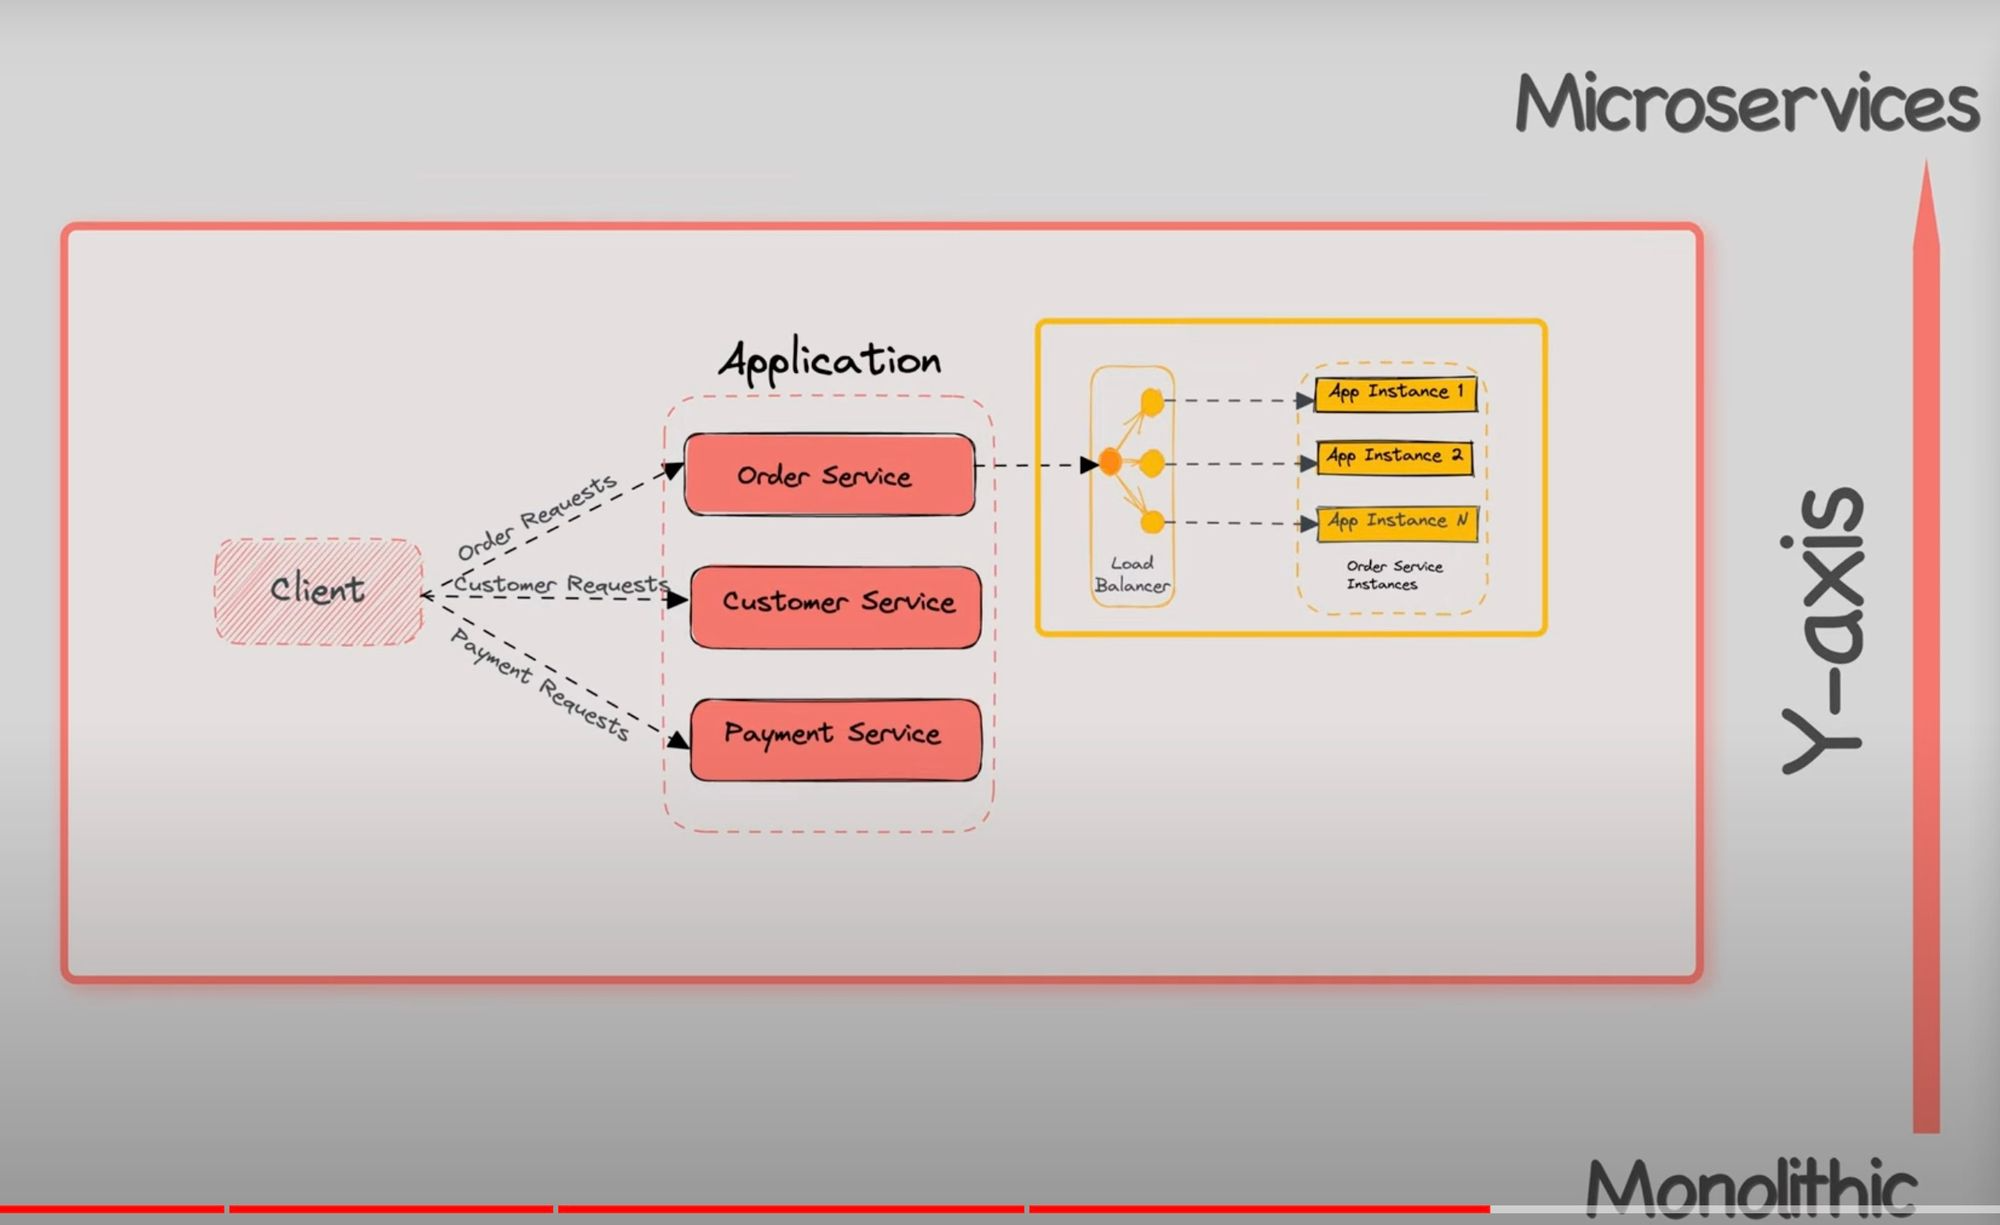 Microservices
Application
Order Service
Customer Service
Payment Service
Client
Order Requests
Customer Requests
Payment Requests
Load
Balancer
App Instance 1
App Instance 2
App Instance N
Order Service
Instances
Y-axis
Monolithic